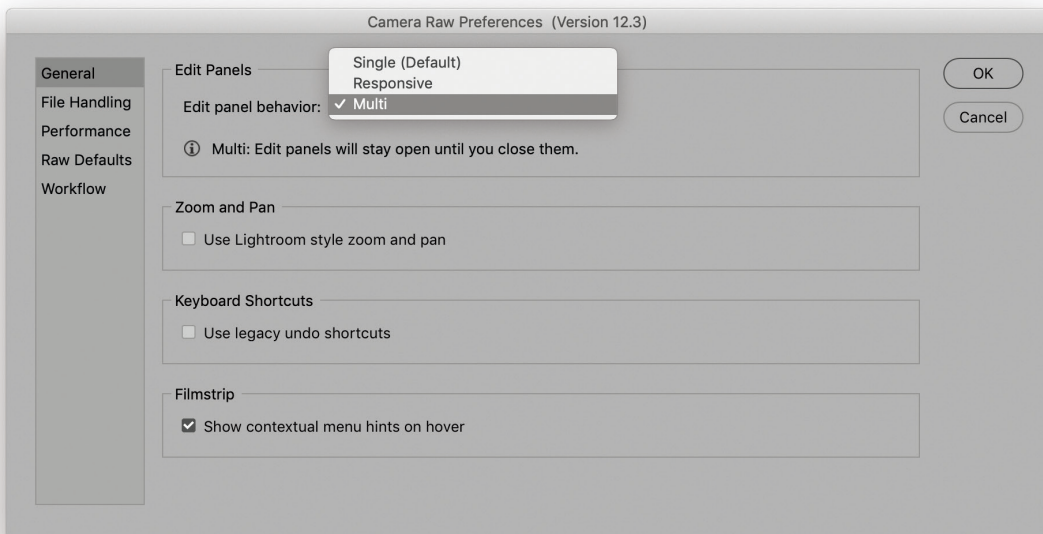 Camera Raw Preferences (Version 12.3)
General
File Handling
Performance
Raw Defaults
Workflow
Edit Panels
Edit panel behavior:
Single (Default)
Responsive
✓ Multi
Multi: Edit panels will stay open until you close them.
Zoom and Pan
Use Lightroom style zoom and pan
Keyboard Shortcuts
Use legacy undo shortcuts
Filmstrip
Show contextual menu hints on hover
OK
Cancel